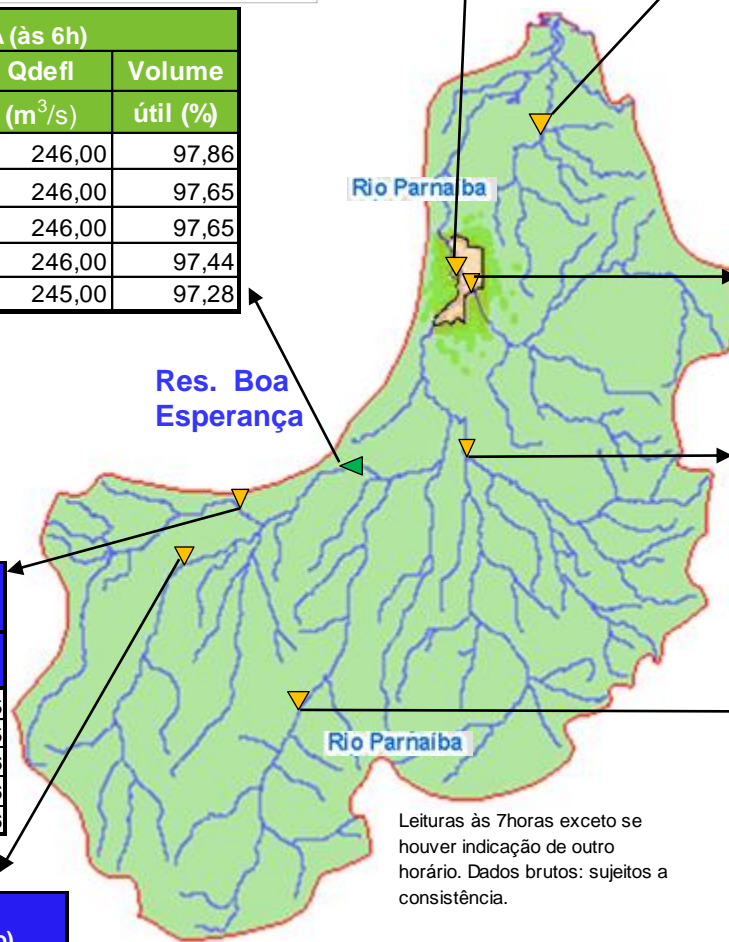 A (às 6h)
Qdefl Volume
(m³/s) útil (%)
246,00 97,86
246,00 97,65
246,00 97,65
246,00 97,44
245,00 97,28
Rio Parnaíba
Res. Boa
Esperança
Rio Parnaíba
Leituras às 7horas exceto se
houver indicação de outro
horário. Dados brutos: sujeitos a
consistência.